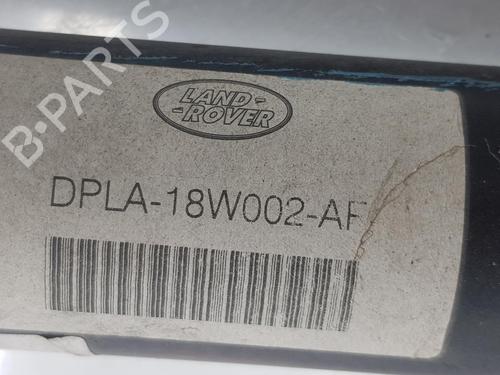 B-PARTS
LAND-
ROVER
DPLA-18W002-AF